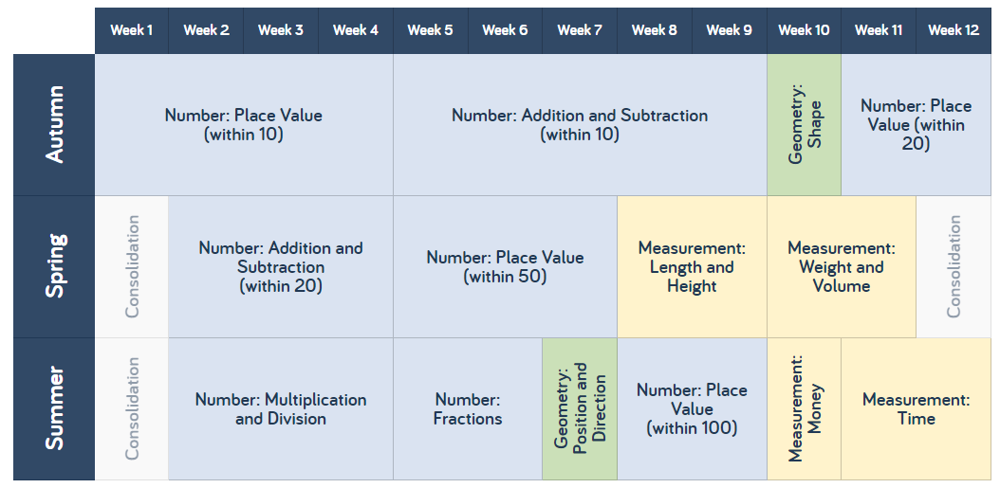 Week 1 Week 2 Week 3 Week 4 Week 5 Week 6 Week 7 Week 8 Week 9 Week 10 Week 11 Week 12
Autumn
Number: Place Value
(within 10)
Number: Addition and Subtraction
(within 10)
Geometry:
Shape
Number: Place
Value (within
20)
Spring
Consolidation
Number: Addition and
Subtraction
(within 20)
Number: Place Value
(within 50)
Measurement:
Length and
Height
Measurement:
Weight and
Volume
Consolidation
Summer
Consolidation
Number: Multiplication
and Division
Number:
Fractions
Geometry:
Position and
Direction
Number: Place
Value
(within 100)
Measurement:
Money
Measurement:
Time